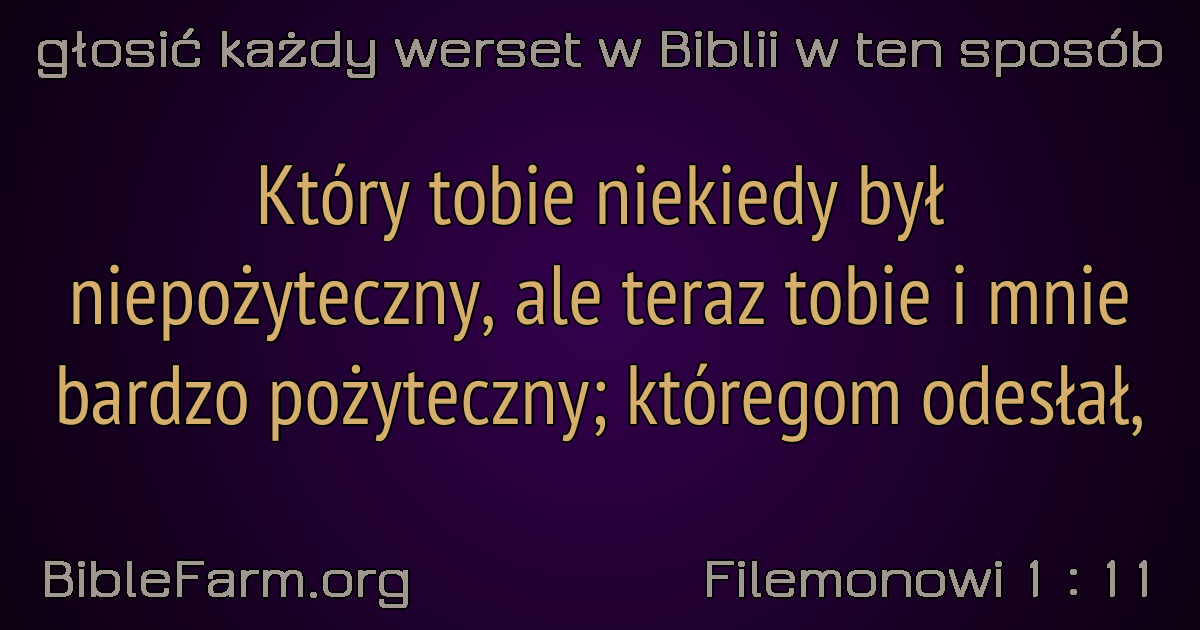 głosić każdy werset w Biblii w ten sposób
Który tobie niekiedy był
niepożyteczny, ale teraz tobie i mnie
bardzo pożyteczny; któregom odesłał,
BibleFarm.org
Filemonowi 1 : 11